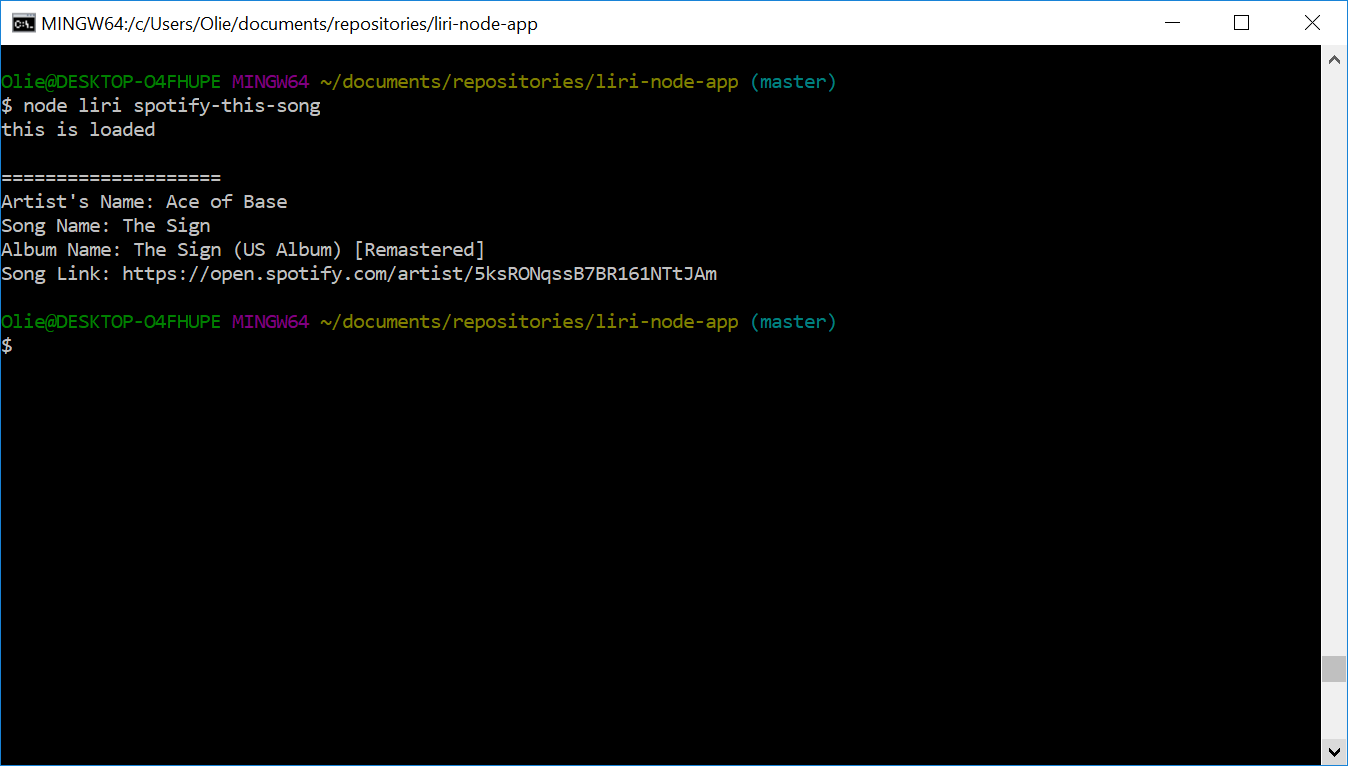 MINGW64:/c/Users/Olie/documents/repositories/liri-node-app
Olie@DESKTOP-O4FHUPE MINGW64 ~/documents/repositories/liri-node-app (master)
$ node liri spotify-this-song
this is loaded
====================
Artist's Name: Ace of Base
Song Name: The Sign
Album Name: The Sign (US Album) [Remastered]
Song Link: https://open.spotify.com/artist/5ksRONqssB7BR161NTtJAm
Olie@DESKTOP-O4FHUPE MINGW64 ~/documents/repositories/liri-node-app (master)
$